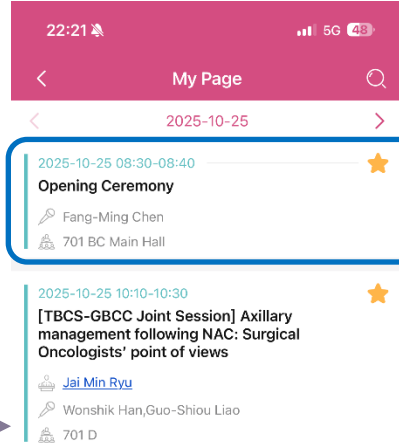 22:21
5G 48
My Page
2025-10-25
2025-10-25 08:30-08:40
Opening Ceremony
Fang-Ming Chen
701 BC Main Hall
2025-10-25 10:10-10:30
[TBCS-GBCC Joint Session] Axillary
management following NAC: Surgical
Oncologists' point of views
Jai Min Ryu
Wonshik Han,Guo-Shiou Liao
701 D